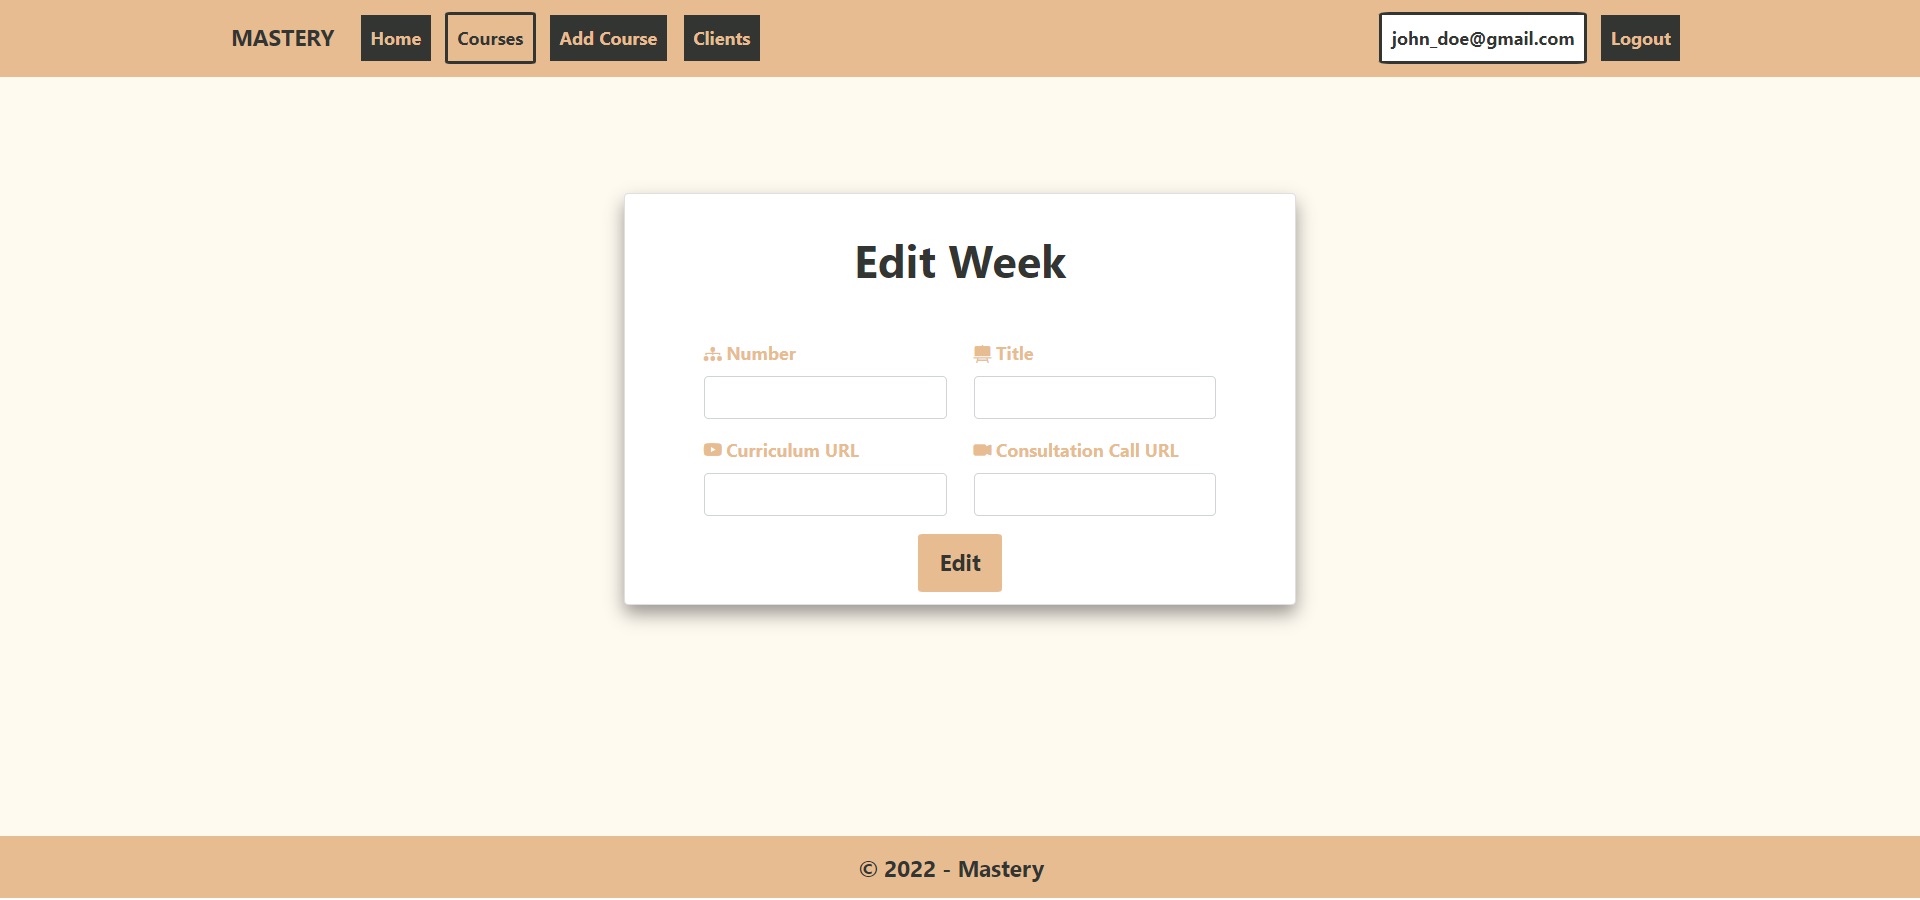 MASTERY Home Courses Add Course Clients john_doe@gmail.com Logout
Edit Week
Number Title
Curriculum URL Consultation Call URL
Edit
© 2022 - Mastery